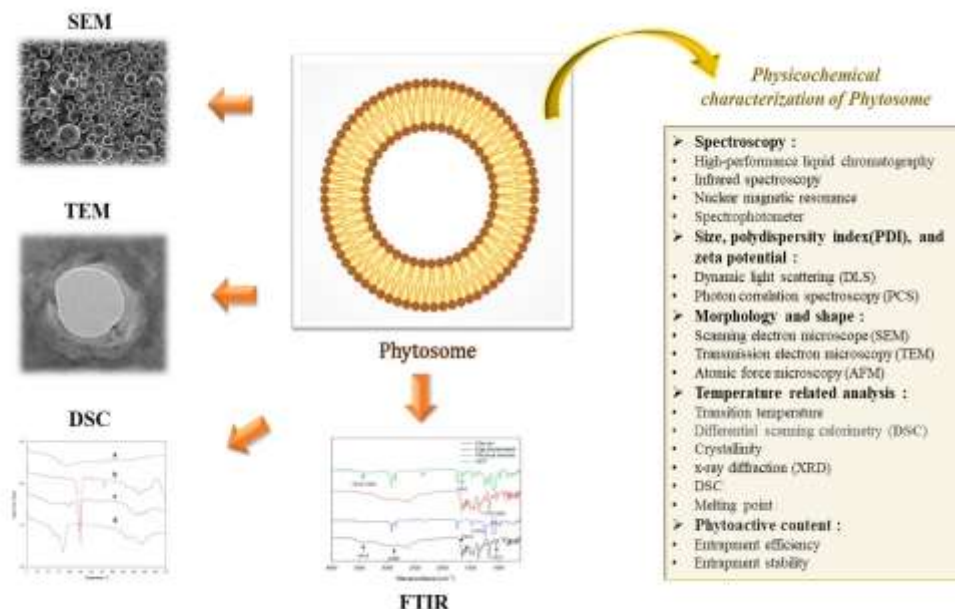 SEM
TEM
DSC
Phytosome
FTIR
a
b
c
d
Physicochemical
characterization of Phytosome
➢ Spectroscopy :
• High-performance liquid chromatography
• Infrared spectroscopy
• Nuclear magnetic resonance
• Spectrophotometer
➢ Size, polydispersity index(PDI), and
zeta potential :
• Dynamic light scattering (DLS)
• Photon correlation spectroscopy (PCS)
➢ Morphology and shape :
• Scanning electron microscope (SEM)
• Transmission electron microscopy (TEM)
• Atomic force microscopy (AFM)
➢ Temperature related analysis :
• Transition temperature
• Differential scanning calorimetry (DSC)
• Crystallinity
• x-ray diffraction (XRD)
• DSC
• Melting point
➢ Phytoactive content :
• Entrapment efficiency
• Entrapment stability